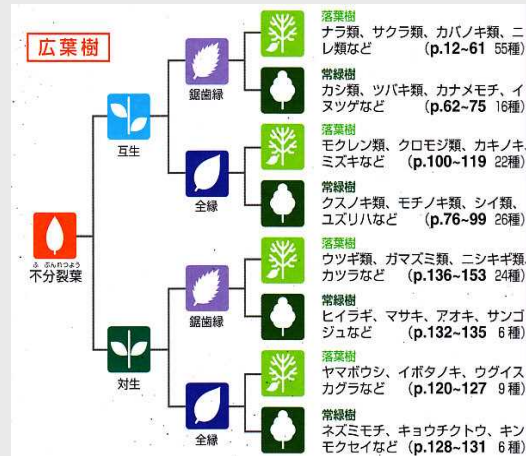 広葉樹
落葉樹
ナラ類、サクラ類、カバノキ類、ニ
レ類など (p.12~61 55種)
鋸歯縁
常緑樹
カシ類、ツバキ類、カナメモチ、イ
ヌツゲなど (p.62~75 16種)
互生
落葉樹
モクレン類、クロモジ類、カキノキ、
ミズキなど (p.100~119 22種)
全縁
常緑樹
クスノキ類、モチノキ類、シイ類、
ユズリハなど (p.76~99 26種)
ふ ぶんれつよう
不分裂葉
落葉樹
ウツギ類、ガマズミ類、ニシキギ類、
カツラなど (p.136~153 24種)
鋸歯縁
常緑樹
ヒイラギ、マサキ、アオキ、サンゴ
ジュなど (p.132~135 6種)
対生
落葉樹
ヤマボウシ、イボタノキ、ウグイス
カグラなど (p.120~127 9種)
全縁
常緑樹
ネズミモチ、キョウチクトウ、キン
モクセイなど (p.128~131 6種)